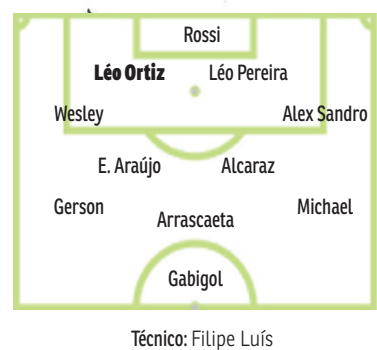 Rossi
Léo Ortiz Léo Pereira
Wesley Alex Sandro
E. Araújo Alcaraz
Gerson Michael
Arrascaeta
Gabigol
Técnico: Filipe Luís